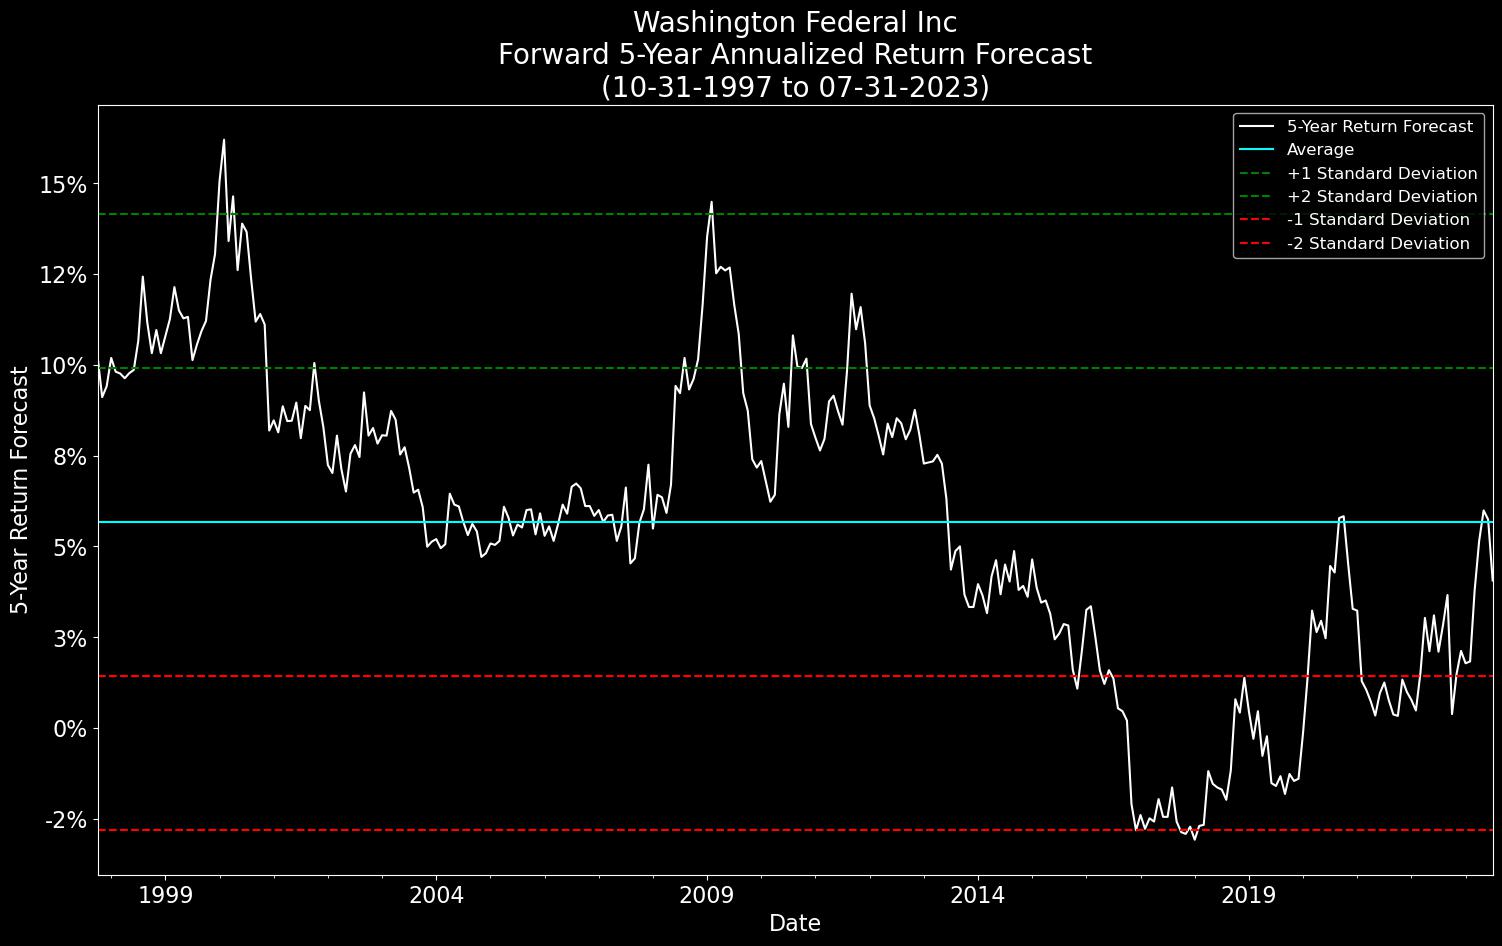 Washington Federal Inc
Forward 5-Year Annualized Return Forecast
(10-31-1997 to 07-31-2023)
5-Year Return Forecast
Average
+1 Standard Deviation
+2 Standard Deviation
-1 Standard Deviation
-2 Standard Deviation
15%
12%
10%
8%
5%
3%
0%
-2%
5-Year Return Forecast
1999 2004 2009 2014 2019
Date